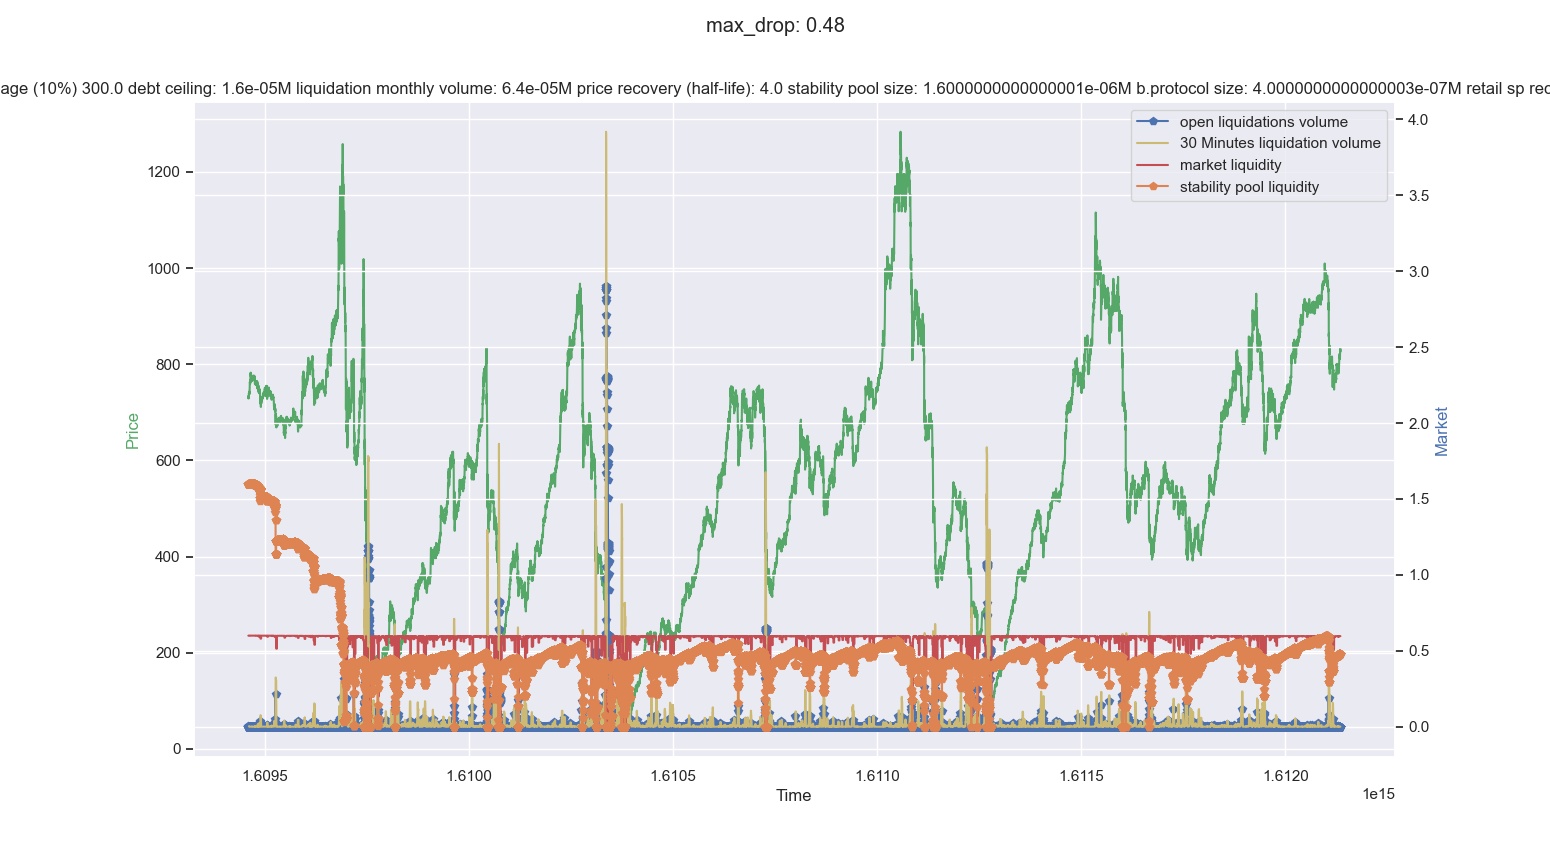 max_drop: 0.48
age (10%) 300.0 debt ceiling: 1.6e-05M liquidation monthly volume: 6.4e-05M price recovery (half-life): 4.0 stability pool size: 1.6000000000000001e-06M b.protocol size: 4.0000000000000003e-07M retail sp rec
open liquidations volume
30 Minutes liquidation volume
market liquidity
stability pool liquidity
1200
1000
800
600
400
200
0
Price
4.0
3.5
3.0
2.5
2.0
1.5
1.0
0.5
0.0
Market
1.6095
1.6100
1.6105
1.6110
1.6115
1.6120
1e15
Time